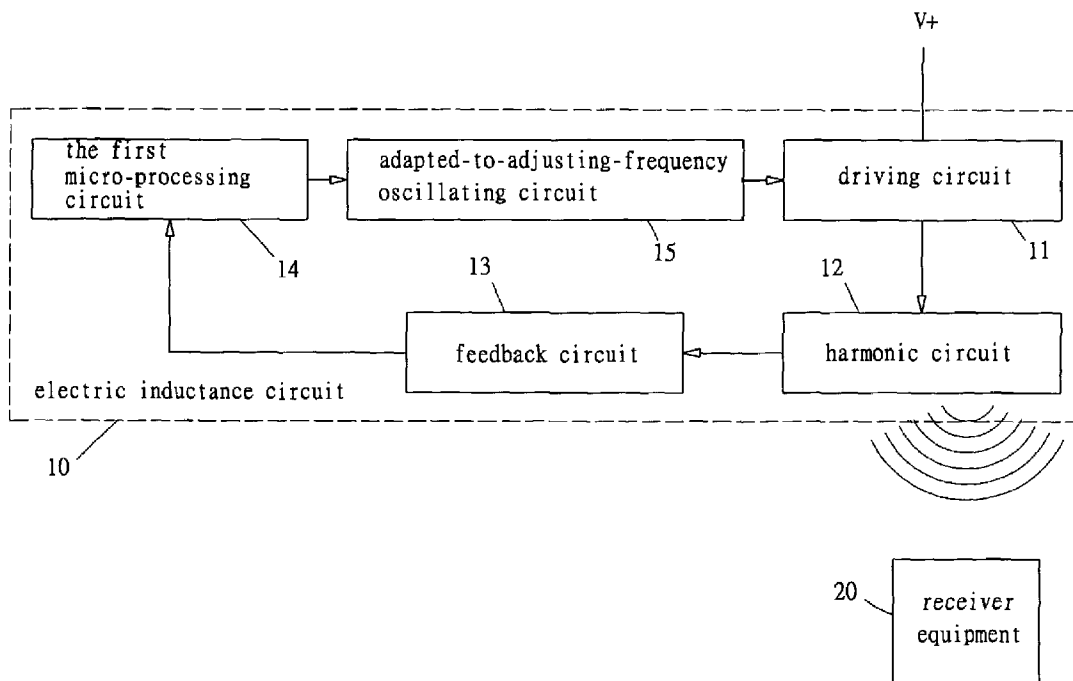 V+
the first
micro-processing
circuit
adapted-to-adjusting-frequency
oscillating circuit
driving circuit
14
15
11
13
12
feedback circuit
harmonic circuit
electric inductance circuit
10
20
receiver
equipment